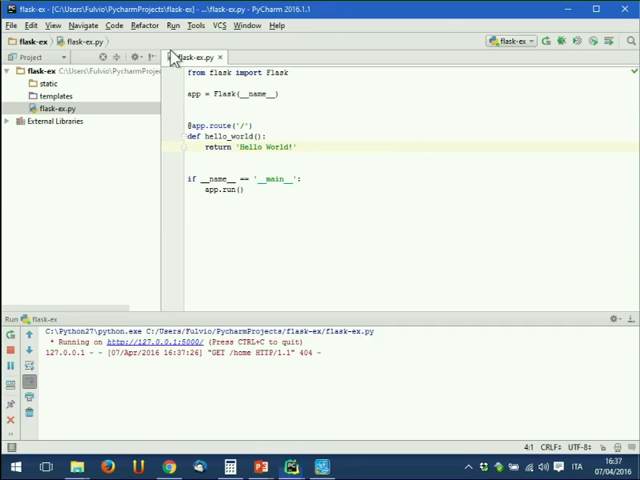 flask-ex - [C:\Users\Fulvio\PycharmProjects\flask-ex] - ...\flask-ex.py - PyCharm 2016.1.1
File Edit View Navigate Code Refactor Run Tools VCS Window Help
flask-ex flask-ex.py flask-ex
Project flask-ex.py
flask-ex C:\Users\Fulvio\PycharmProjec
static
templates
flask-ex.py
External Libraries
from flask import Flask
app = Flask(__name__)
@app.route('/')
def hello_world():
return 'Hello World!'
if __name__ == '__main__':
app.run()
Run flask-ex
C:\Python27\python.exe C:/Users/Fulvio/PycharmProjects/flask-ex/flask-ex.py
* Running on http://127.0.0.1:5000/ (Press CTRL+C to quit)
127.0.0.1 - - [07/Apr/2016 16:37:26] "GET /home HTTP/1.1" 404 -
4:1 CRLF÷ UTF-8÷
ITA
16:37